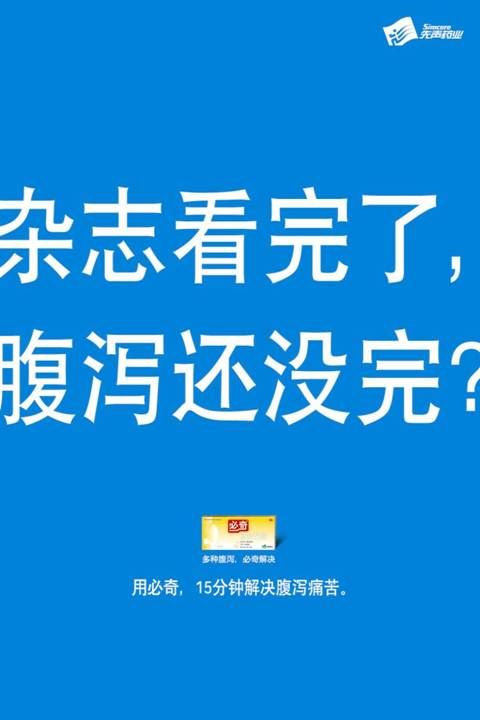 Simcere
先声药业
杂志看完了，
腹泻还没完？
必奇
多种腹泻，必奇解决
用必奇，15分钟解决腹泻痛苦。